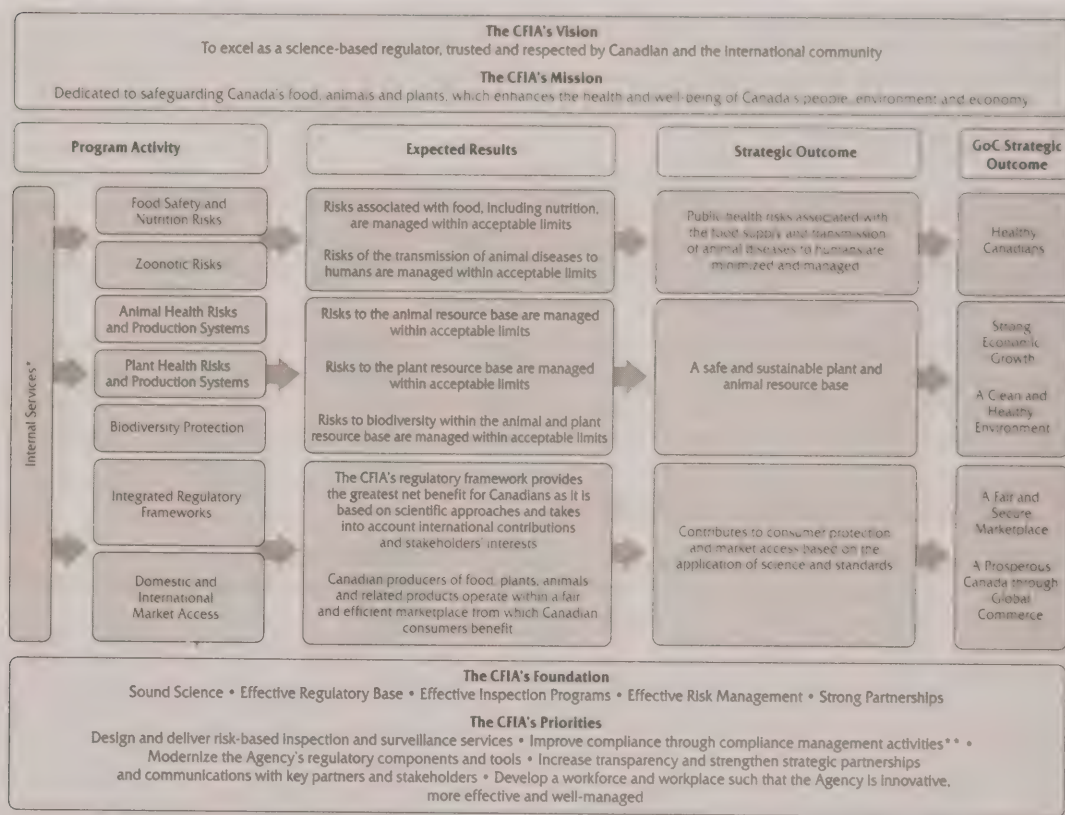 The CFIA's Vision
To excel as a science-based regulator, trusted and respected by Canadian and the international community
The CFIA's Mission
Dedicated to safeguarding Canada's food, animals and plants, which enhances the health and well-being of Canada's people, environment and economy
Program Activity
Expected Results
Strategic Outcome
GoC Strategic
Outcome
Internal Services*
Food Safety and
Nutrition Risks
Zoonotic Risks
Risks associated with food, including nutrition,
are managed within acceptable limits
Risks of the transmission of animal diseases to
humans are managed within acceptable limits
Public health risks associated with
the food supply and transmission
of animal diseases to humans are
minimized and managed
Healthy
Canadians
Animal Health Risks
and Production Systems
Plant Health Risks
and Production Systems
Biodiversity Protection
Risks to the animal resource base are managed
within acceptable limits
Risks to the plant resource base are managed
within acceptable limits
Risks to biodiversity within the animal and plant
resource base are managed within acceptable limits
A safe and sustainable plant and
animal resource base
Strong
Economic
Growth
A Clean and
Healthy
Environment
Integrated Regulatory
Frameworks
Domestic and
International
Market Access
The CFIA's regulatory framework provides
the greatest net benefit for Canadians as it is
based on scientific approaches and takes
into account international contributions
and stakeholders' interests
Canadian producers of food, plants, animals
and related products operate within a fair
and efficient marketplace from which Canadian
consumers benefit
Contributes to consumer protection
and market access based on the
application of science and standards
A Fair and
Secure
Marketplace
A Prosperous
Canada through
Global
Commerce
The CFIA's Foundation
Sound Science • Effective Regulatory Base • Effective Inspection Programs • Effective Risk Management • Strong Partnerships
The CFIA's Priorities
Design and deliver risk-based inspection and surveillance services • Improve compliance through compliance management activities** •
Modernize the Agency's regulatory components and tools • Increase transparency and strengthen strategic partnerships
and communications with key partners and stakeholders • Develop a workforce and workplace such that the Agency is innovative,
more effective and well-managed